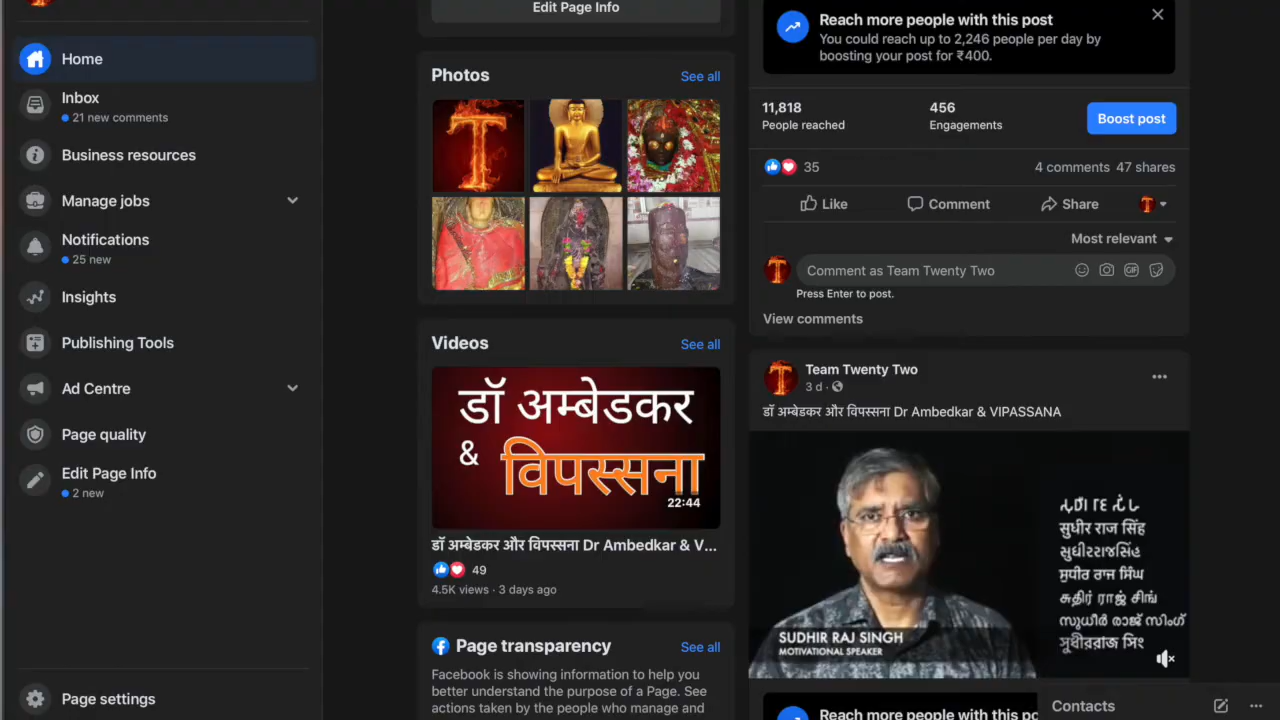 Home
Inbox
21 new comments
Business resources
Manage jobs
Notifications
25 new
Insights
Publishing Tools
Ad Centre
Page quality
Edit Page Info
2 new
Page settings
Edit Page Info
Photos
See all
T
Videos
See all
डॉ अम्बेडकर
&
विपस्सना
22:44
डॉ अम्बेडकर और विपस्सना Dr Ambedkar & V...
49
4.5K views · 3 days ago
Page transparency
See all
Facebook is showing information to help you
better understand the purpose of a Page. See
actions taken by the people who manage and
Reach more people with this post
You could reach up to 2,246 people per day by
boosting your post for ₹400.
11,818
People reached
456
Engagements
Boost post
35
4 comments 47 shares
Like
Comment
Share
Most relevant
Comment as Team Twenty Two
GIF
Press Enter to post.
View comments
Team Twenty Two
3 d ·
डॉ अम्बेडकर और विपस्सना Dr Ambedkar & VIPASSANA
सुधीर राज सिंह
સુધીરરાજસિંહ
ਸੁਧੀਰ ਰਾਜ ਸਿੰਘ
சுதிர் ராஜ் சிங்
സുധീർ രാജ് സിംഗ്
SUDHIR RAJ SINGH
MOTIVATIONAL SPEAKER
Reach more people with this po
Contacts